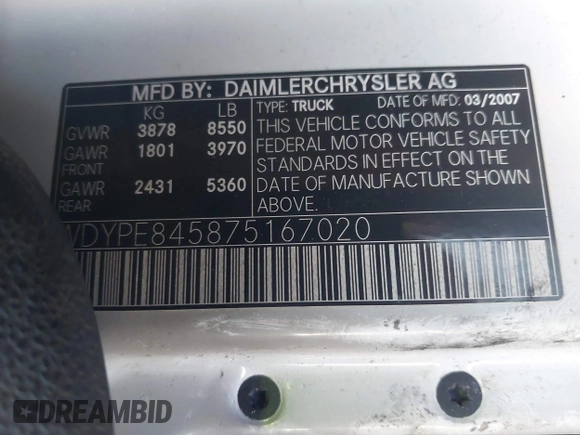 MFD BY: DAIMLERCHRYSLER AG
KG LB TYPE: TRUCK DATE OF MFD: 03/2007
GVWR 3878 8550 THIS VEHICLE CONFORMS TO ALL
GAWR 1801 3970 FEDERAL MOTOR VEHICLE SAFETY
FRONT STANDARDS IN EFFECT ON THE
GAWR 2431 5360 DATE OF MANUFACTURE SHOWN
REAR ABOVE.
VDYPE845875167020
DREAMBID